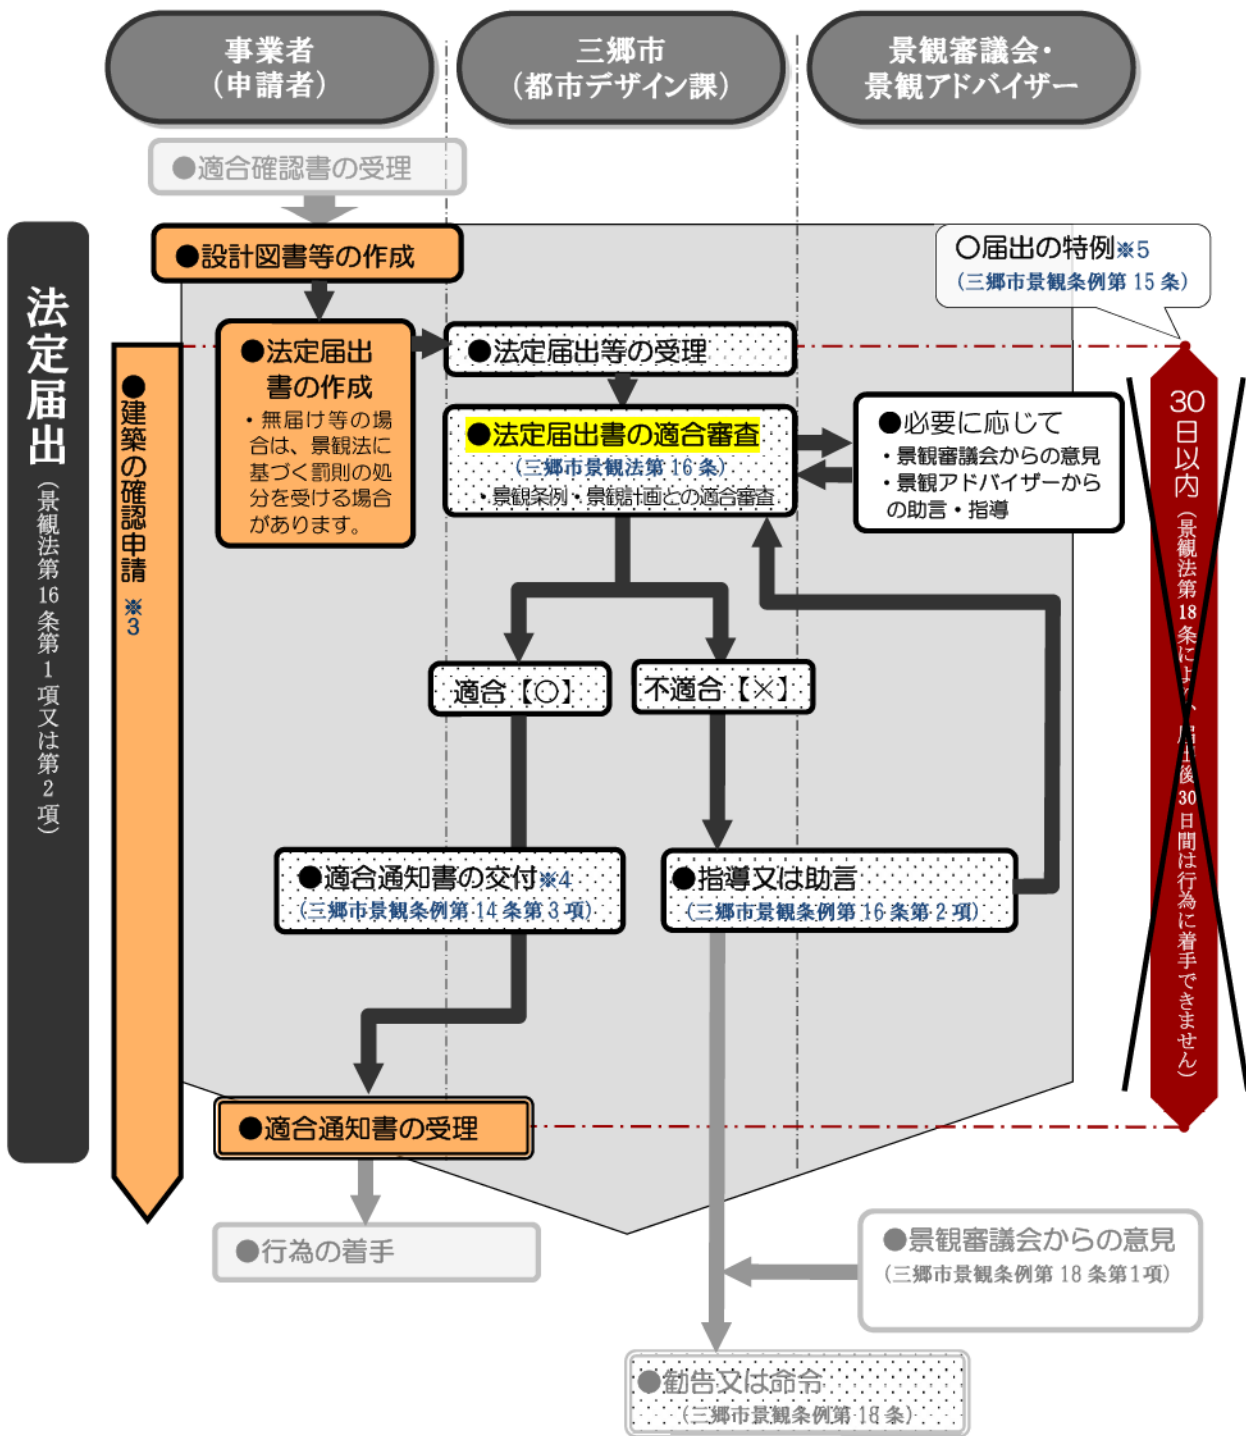 事業者
（申請者）
三郷市
（都市デザイン課）
景観審議会・
景観アドバイザー
●適合確認書の受理
法定届出（景観法第16条第1項又は第2項）
●設計図書等の作成
○届出の特例※5
（三郷市景観条例第15条）
●建築の確認申請 ※3
●法定届出
書の作成
・無届け等の場
合は、景観法に
基づく罰則の処
分を受ける場合
があります。
●法定届出等の受理
●法定届出書の適合審査
（三郷市景観法第16条）
・景観条例・景観計画との適合審査
●必要に応じて
・景観審議会からの意見
・景観アドバイザーから
の助言・指導
30日以内（景観法第18条により、届出後30日間は行為に着手できません）
適合【○】
不適合【×】
●適合通知書の交付※4
（三郷市景観条例第14条第3項）
●指導又は助言
（三郷市景観条例第16条第2項）
●適合通知書の受理
●行為の着手
●景観審議会からの意見
（三郷市景観条例第18条第1項）
●勧告又は命令
（三郷市景観条例第18条）